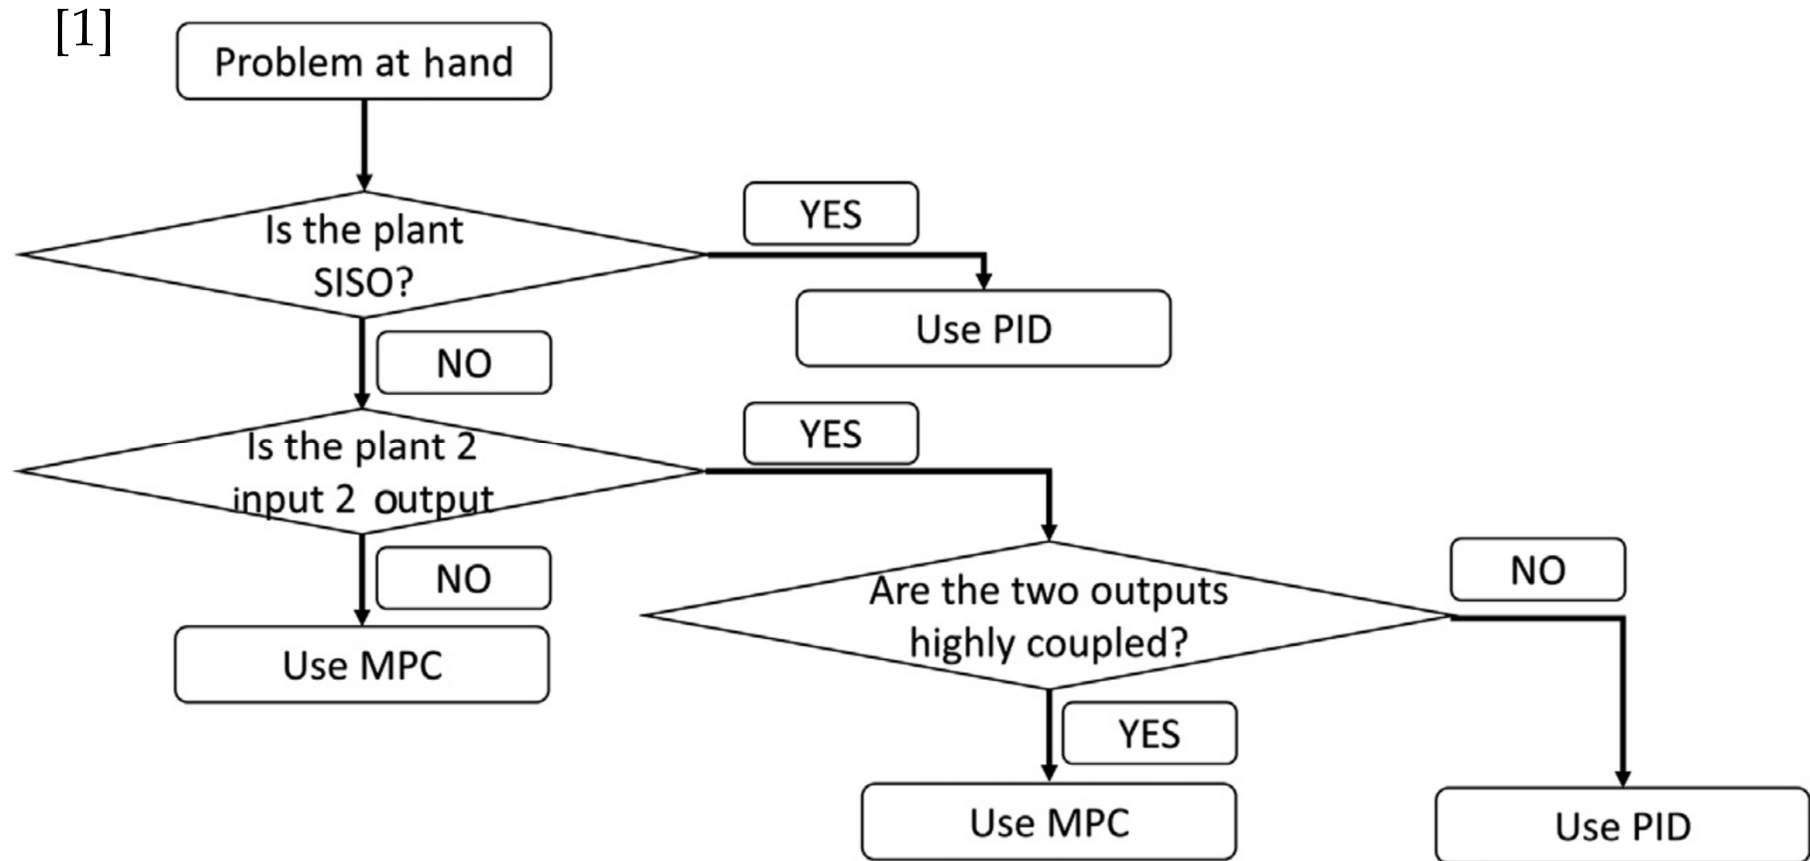 [1]
Problem at hand
Is the plant
SISO?
YES
Use PID
NO
Is the plant 2
input 2 output
YES
NO
Use MPC
Are the two outputs
highly coupled?
NO
YES
Use MPC
Use PID